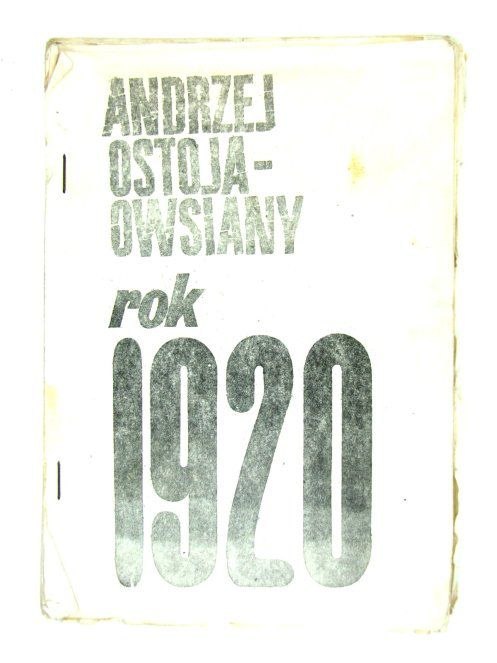 ANDRZEJ
OSTOJA-
OWSIANY
rok
1920